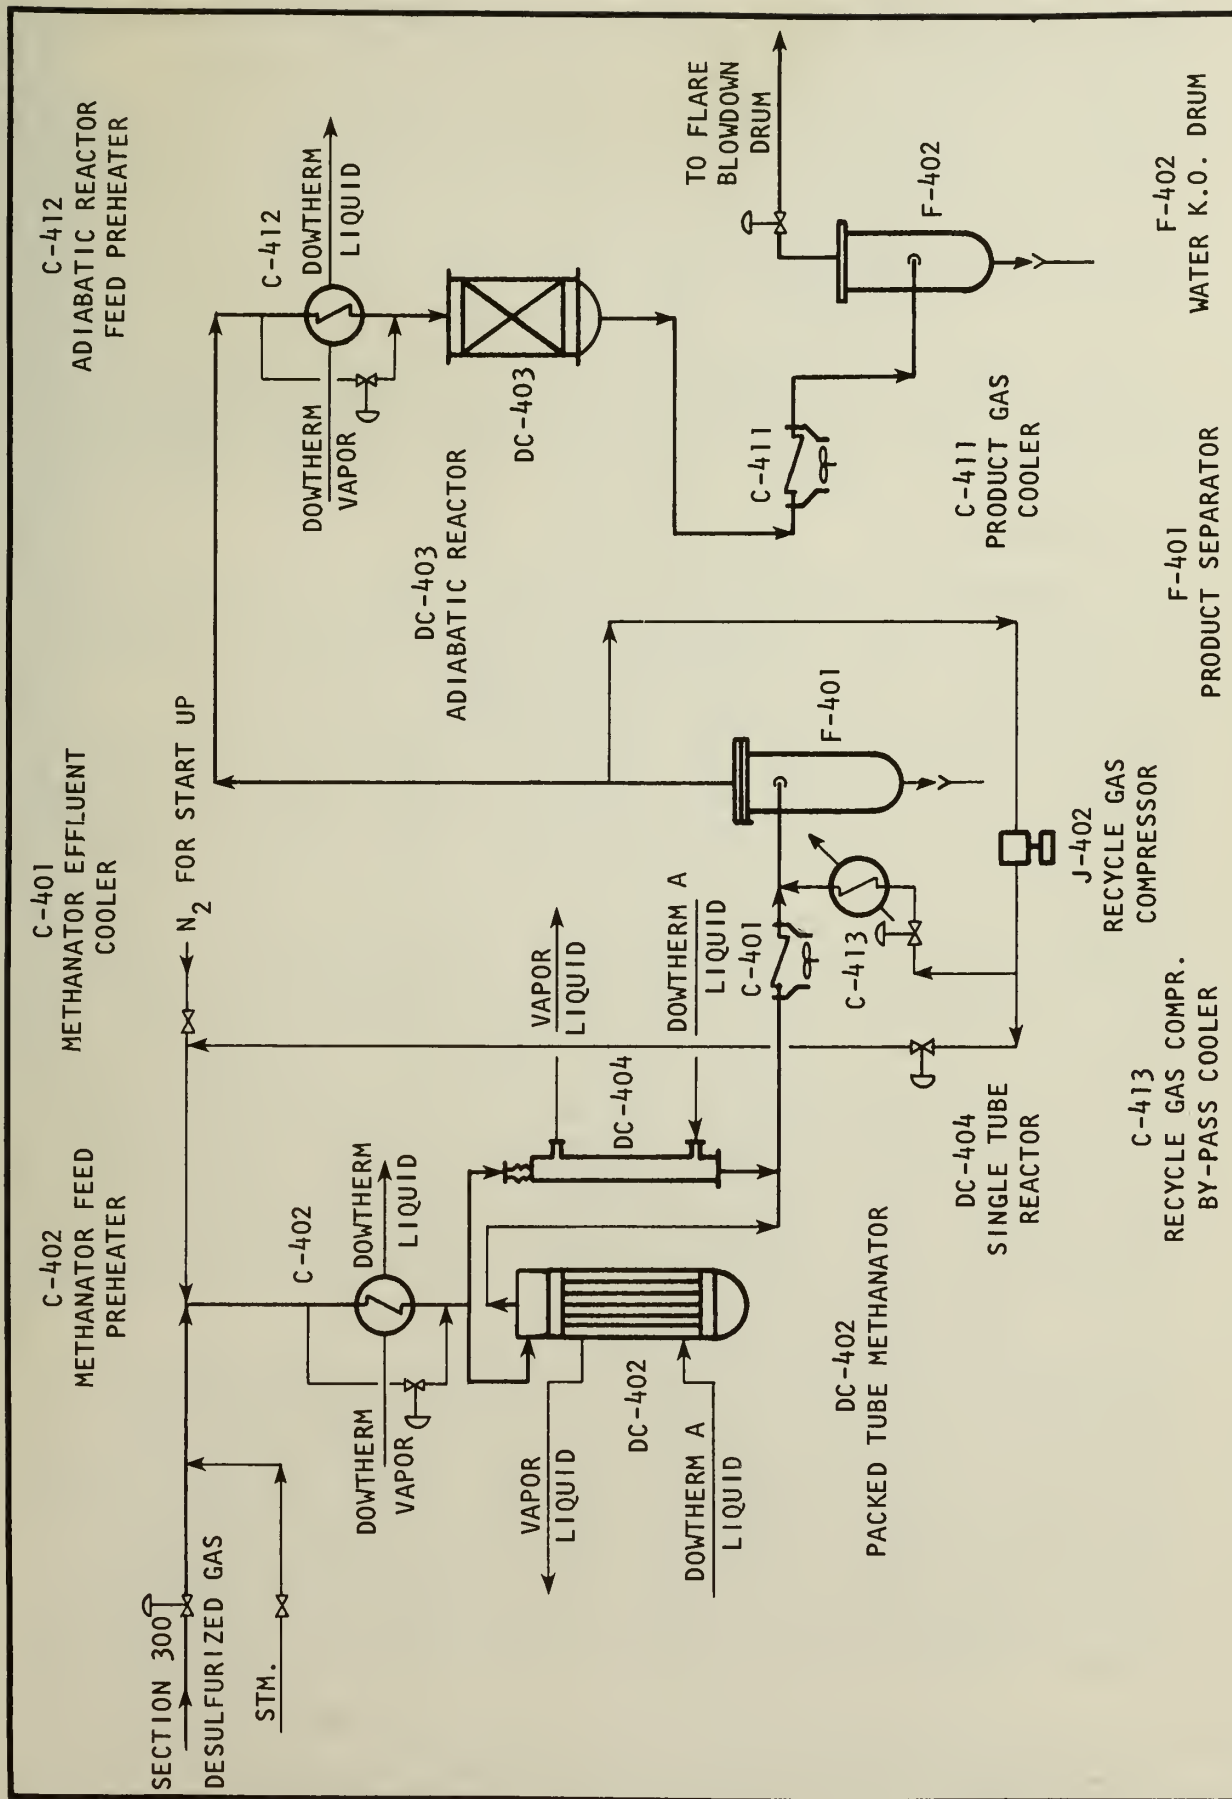 C-402
METHANATOR FEED
PREHEATER
C-401
METHANATOR EFFLUENT
COOLER
C-412
ADIABATIC REACTOR
FEED PREHEATER
SECTION 300
DESULFURIZED GAS
STM.
N2 FOR START UP
C-402
DOWTHERM
VAPOR
DOWTHERM
LIQUID
C-412
DOWTHERM
VAPOR
DOWTHERM
LIQUID
VAPOR
LIQUID
DC-402
DOWTHERM A
LIQUID
VAPOR
LIQUID
DC-404
DOWTHERM A
LIQUID
C-401
C-413
F-401
DC-403
ADIABATIC REACTOR
DC-403
C-411
TO FLARE
BLOWDOWN
DRUM
F-402
DC-402
PACKED TUBE METHANATOR
DC-404
SINGLE TUBE
REACTOR
J-402
RECYCLE GAS
COMPRESSOR
C-411
PRODUCT GAS
COOLER
C-413
RECYCLE GAS COMPR.
BY-PASS COOLER
F-401
PRODUCT SEPARATOR
F-402
WATER K.O. DRUM